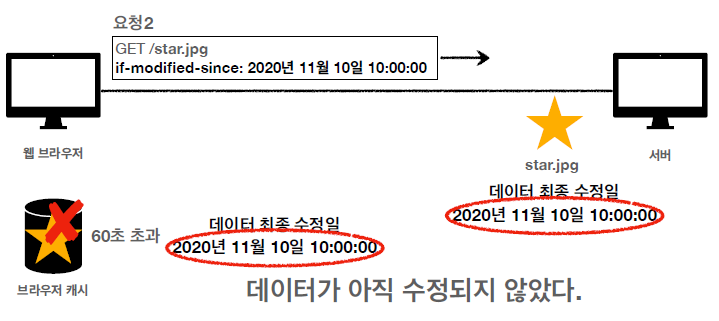 요청2
GET /star.jpg
if-modified-since: 2020년 11월 10일 10:00:00
웹 브라우저
star.jpg
서버
데이터 최종 수정일
2020년 11월 10일 10:00:00
60초 초과
데이터 최종 수정일
2020년 11월 10일 10:00:00
브라우저 캐시
데이터가 아직 수정되지 않았다.